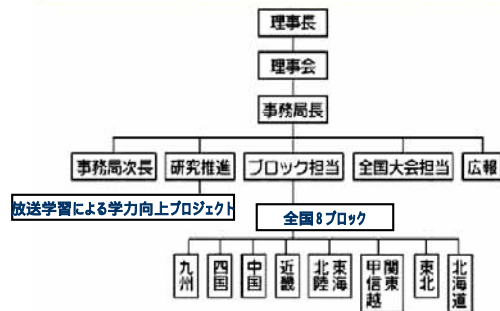 理事長
理事会
事務局長
事務局次長 研究推進 ブロック担当 全国大会担当 広報
放送学習による学力向上プロジェクト
全国8ブロック
九州 四国 中国 近畿 東海北陸 関東甲信越 東北 北海道